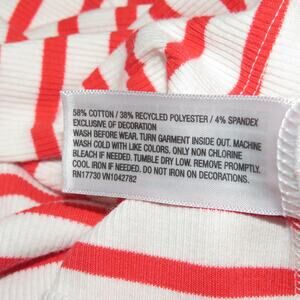 58% COTTON / 38% RECYCLED POLYESTER / 4% SPANDEX
EXCLUSIVE OF DECORATION
WASH BEFORE WEAR. TURN GARMENT INSIDE OUT. MACHINE
WASH COLD WITH LIKE COLORS. ONLY NON CHLORINE
BLEACH IF NEEDED. TUMBLE DRY LOW. REMOVE PROMPTLY.
COOL IRON IF NEEDED. DO NOT IRON ON DECORATIONS.
RN17730 VN1042782